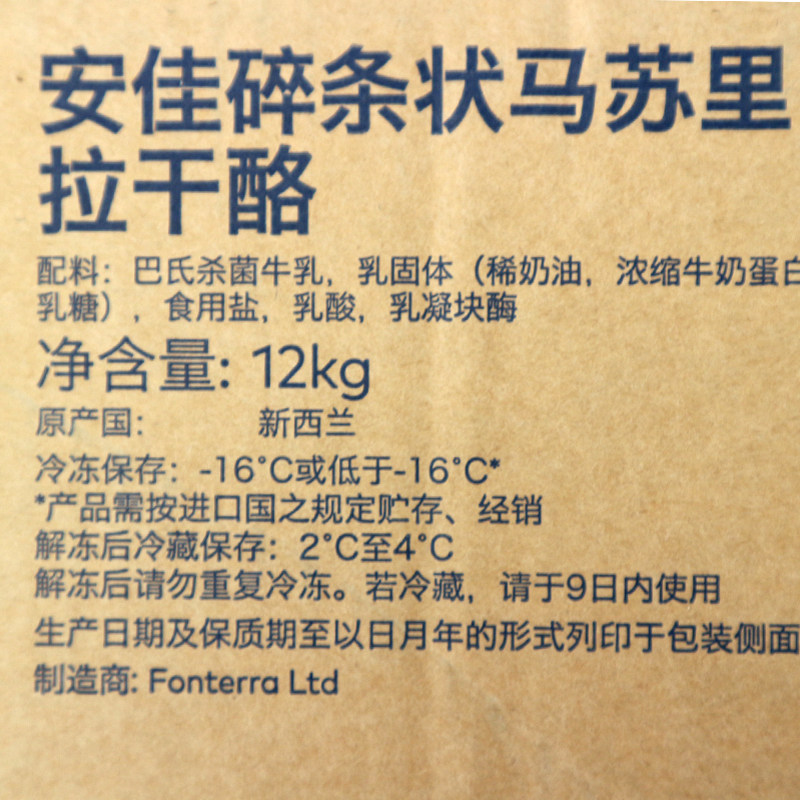 安佳碎条状马苏里
拉干酪
配料：巴氏杀菌牛乳，乳固体（稀奶油，浓缩牛奶蛋白
乳糖），食用盐，乳酸，乳凝块酶
净含量: 12kg
原产国： 新西兰
冷冻保存：-16°C或低于-16°C*
*产品需按进口国之规定贮存、经销
解冻后冷藏保存：2°C至4°C
解冻后请勿重复冷冻。若冷藏，请于9日内使用
生产日期及保质期至以日月年的形式列印于包装侧面
制造商: Fonterra Ltd